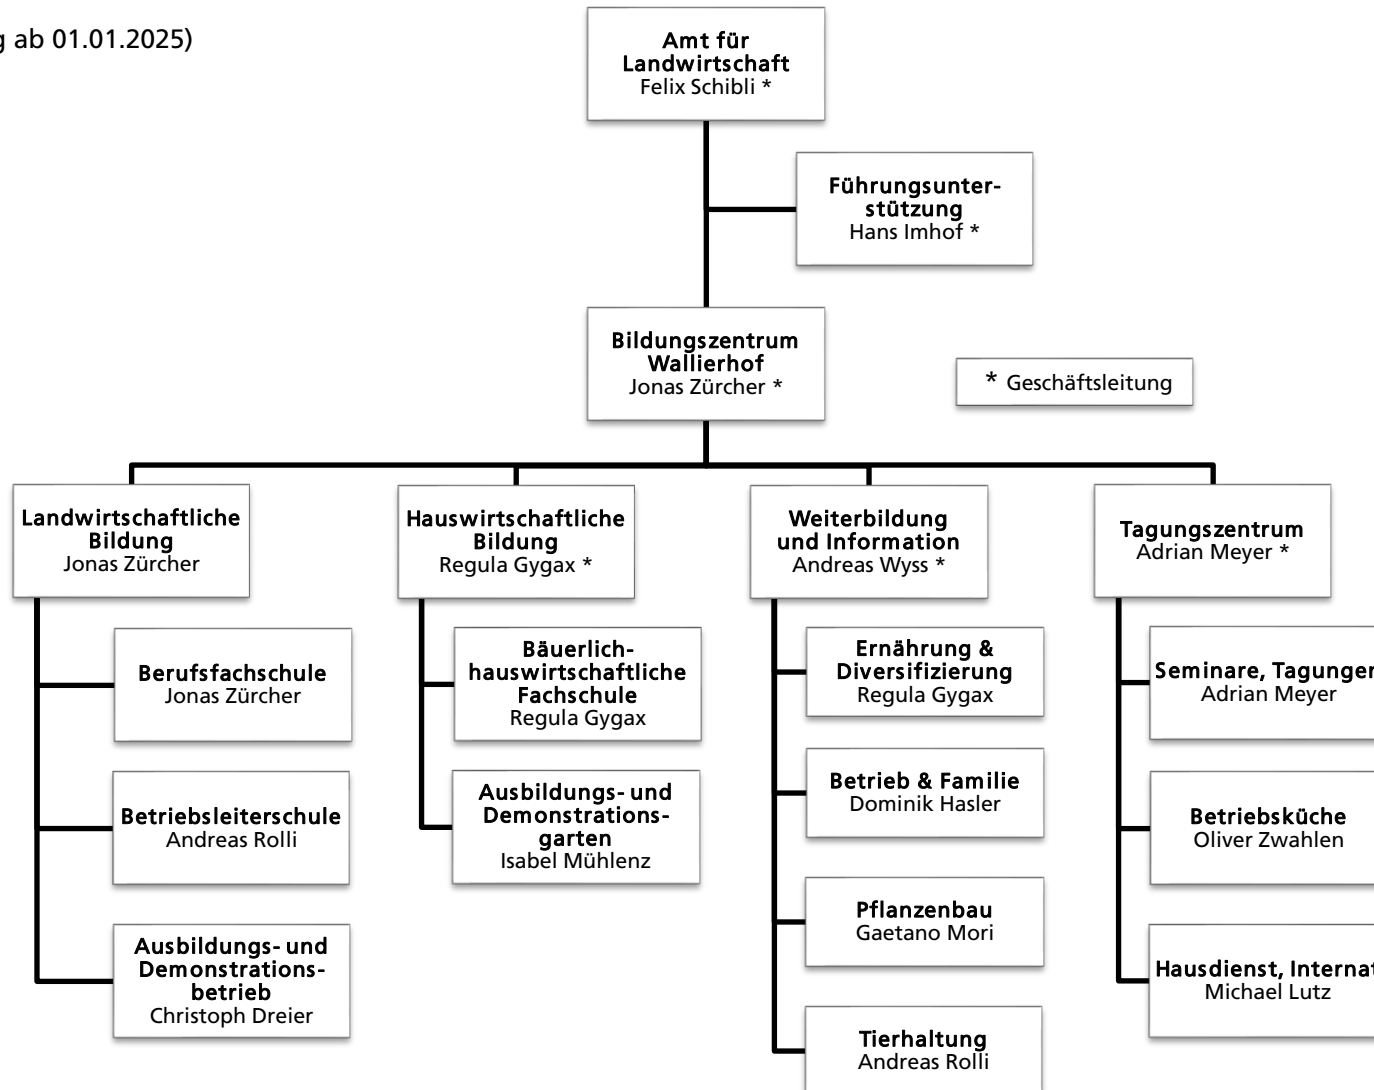 g ab 01.01.2025)
Amt für
Landwirtschaft
Felix Schibli *
Führungsunter-
stützung
Hans Imhof *
Bildungszentrum
Wallierhof
Jonas Zürcher *
* Geschäftsleitung
Landwirtschaftliche
Bildung
Jonas Zürcher
Berufsfachschule
Jonas Zürcher
Betriebsleiterschule
Andreas Rolli
Ausbildungs- und
Demonstrations-
betrieb
Christoph Dreier
Hauswirtschaftliche
Bildung
Regula Gygax *
Bäuerlich-
hauswirtschaftliche
Fachschule
Regula Gygax
Ausbildungs- und
Demonstrations-
garten
Isabel Mühlenz
Weiterbildung
und Information
Andreas Wyss *
Ernährung &
Diversifizierung
Regula Gygax
Betrieb & Familie
Dominik Hasler
Pflanzenbau
Gaetano Mori
Tierhaltung
Andreas Rolli
Tagungszentrum
Adrian Meyer *
Seminare, Tagungen
Adrian Meyer
Betriebsküche
Oliver Zwahlen
Hausdienst, Internat
Michael Lutz